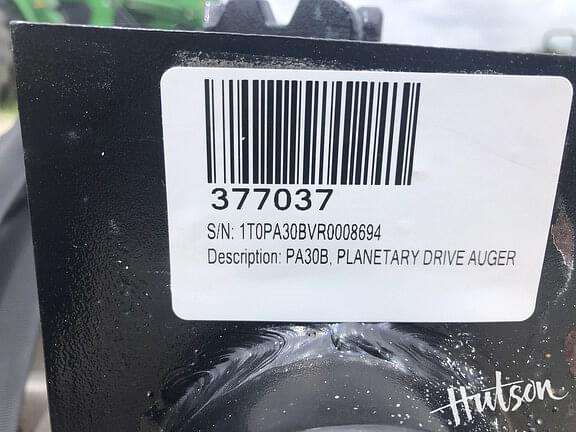 377037
S/N: 1T0PA30BVR0008694
Description: PA30B, PLANETARY DRIVE AUGER
Hutson